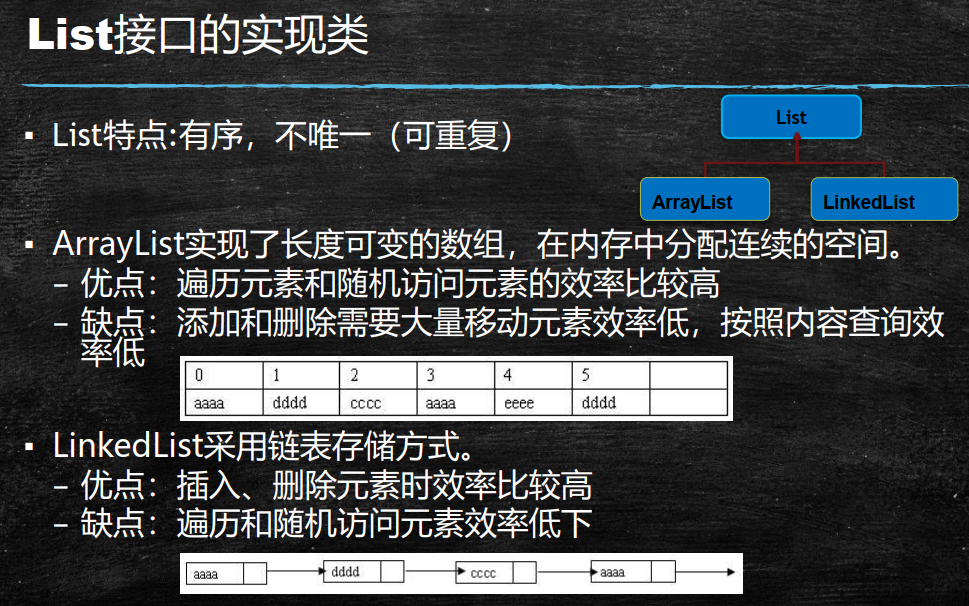 List接口的实现类
List
▪ List特点:有序，不唯一（可重复）
ArrayList
LinkedList
▪ ArrayList实现了长度可变的数组，在内存中分配连续的空间。
– 优点：遍历元素和随机访问元素的效率比较高
– 缺点：添加和删除需要大量移动元素效率低，按照内容查询效
率低
0 1 2 3 4 5
aaaa dddd cccc aaaa eeee dddd
▪ LinkedList采用链表存储方式。
– 优点：插入、删除元素时效率比较高
– 缺点：遍历和随机访问元素效率低下
aaaa dddd cccc aaaa